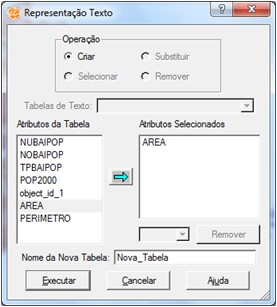 Representação Texto
Operação
Criar
Substituir
Selecionar
Remover
Tabelas de Texto:
Atributos da Tabela
Atributos Selecionados
NUBAIPOP
NOBAIPOP
TPBAIPOP
POP2000
object_id_1
AREA
PERIMETRO
AREA
Remover
Nome da Nova Tabela: Nova_Tabela
Executar Cancelar Ajuda